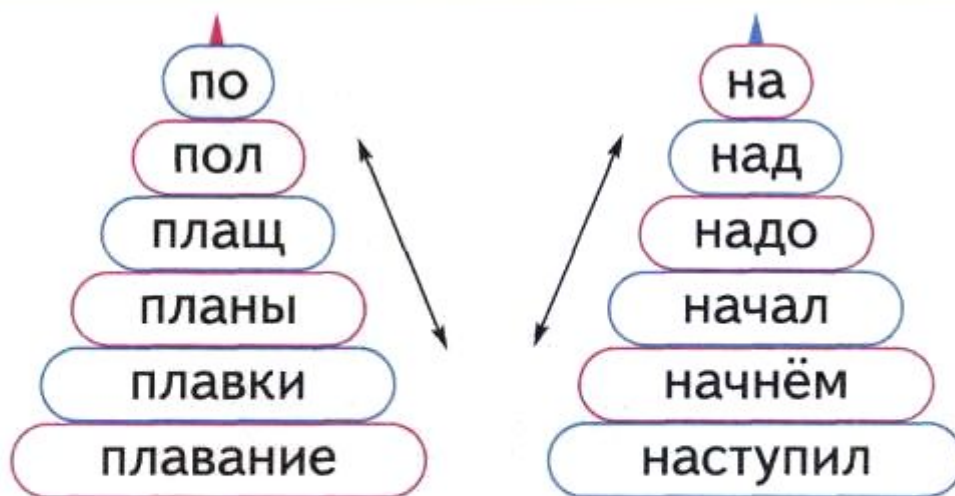 по
пол
плащ
планы
плавки
плавание
на
над
надо
начал
начнём
наступил